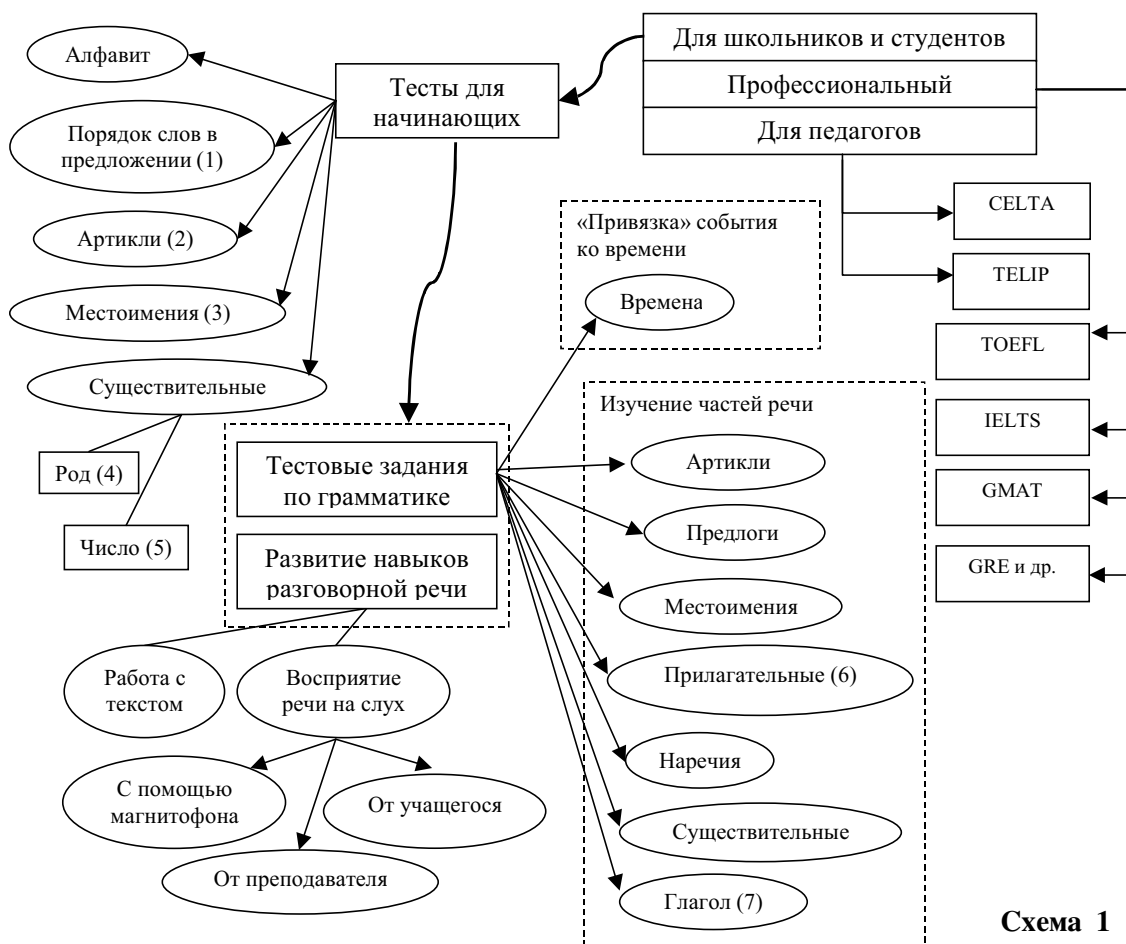 Для школьников и студентов
Профессиональный
Для педагогов
Тесты для
начинающих
Алфавит
Порядок слов в
предложении (1)
Артикли (2)
Местоимения (3)
Существительные
Род (4)
Число (5)
CELTA
TELIP
TOEFL
IELTS
GMAT
GRE и др.
«Привязка» события
ко времени
Времена
Тестовые задания
по грамматике
Развитие навыков
разговорной речи
Изучение частей речи
Артикли
Предлоги
Местоимения
Прилагательные (6)
Наречия
Существительные
Глагол (7)
Работа с
текстом
Восприятие
речи на слух
С помощью
магнитофона
От учащегося
От преподавателя
Схема 1